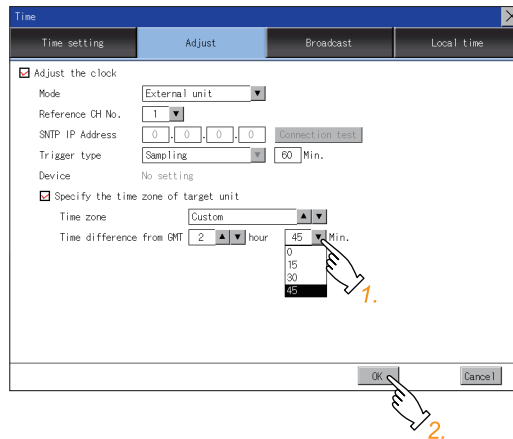 Time
Time setting Adjust Broadcast Local time
Adjust the clock
Mode External unit
Reference CH No. 1
SNTP IP Address 0 . 0 . 0 . 0 Connection test
Trigger type Sampling 60 Min.
Device No setting
Specify the time zone of target unit
Time zone Custom
Time difference from GMT 2 hour 45 Min.
0
15
30
45
1.
OK Cancel
2.